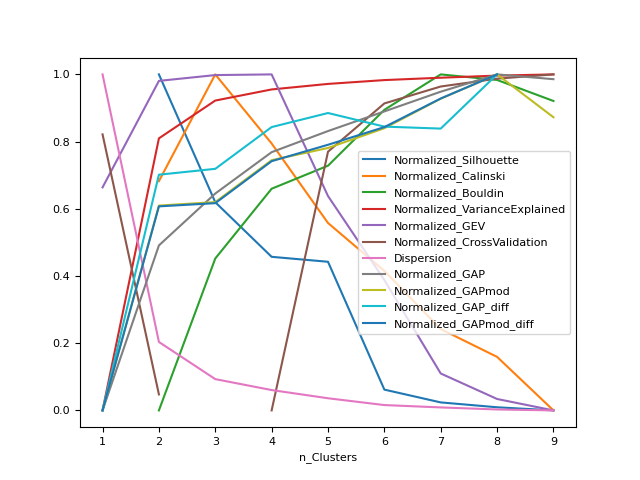 1.0
0.8
0.6
0.4
0.2
0.0
Normalized_Silhouette
Normalized_Calinski
Normalized_Bouldin
Normalized_VarianceExplained
Normalized_GEV
Normalized_CrossValidation
Dispersion
Normalized_GAP
Normalized_GAPmod
Normalized_GAP_diff
Normalized_GAPmod_diff
1 2 3 4 5 6 7 8 9
n_Clusters